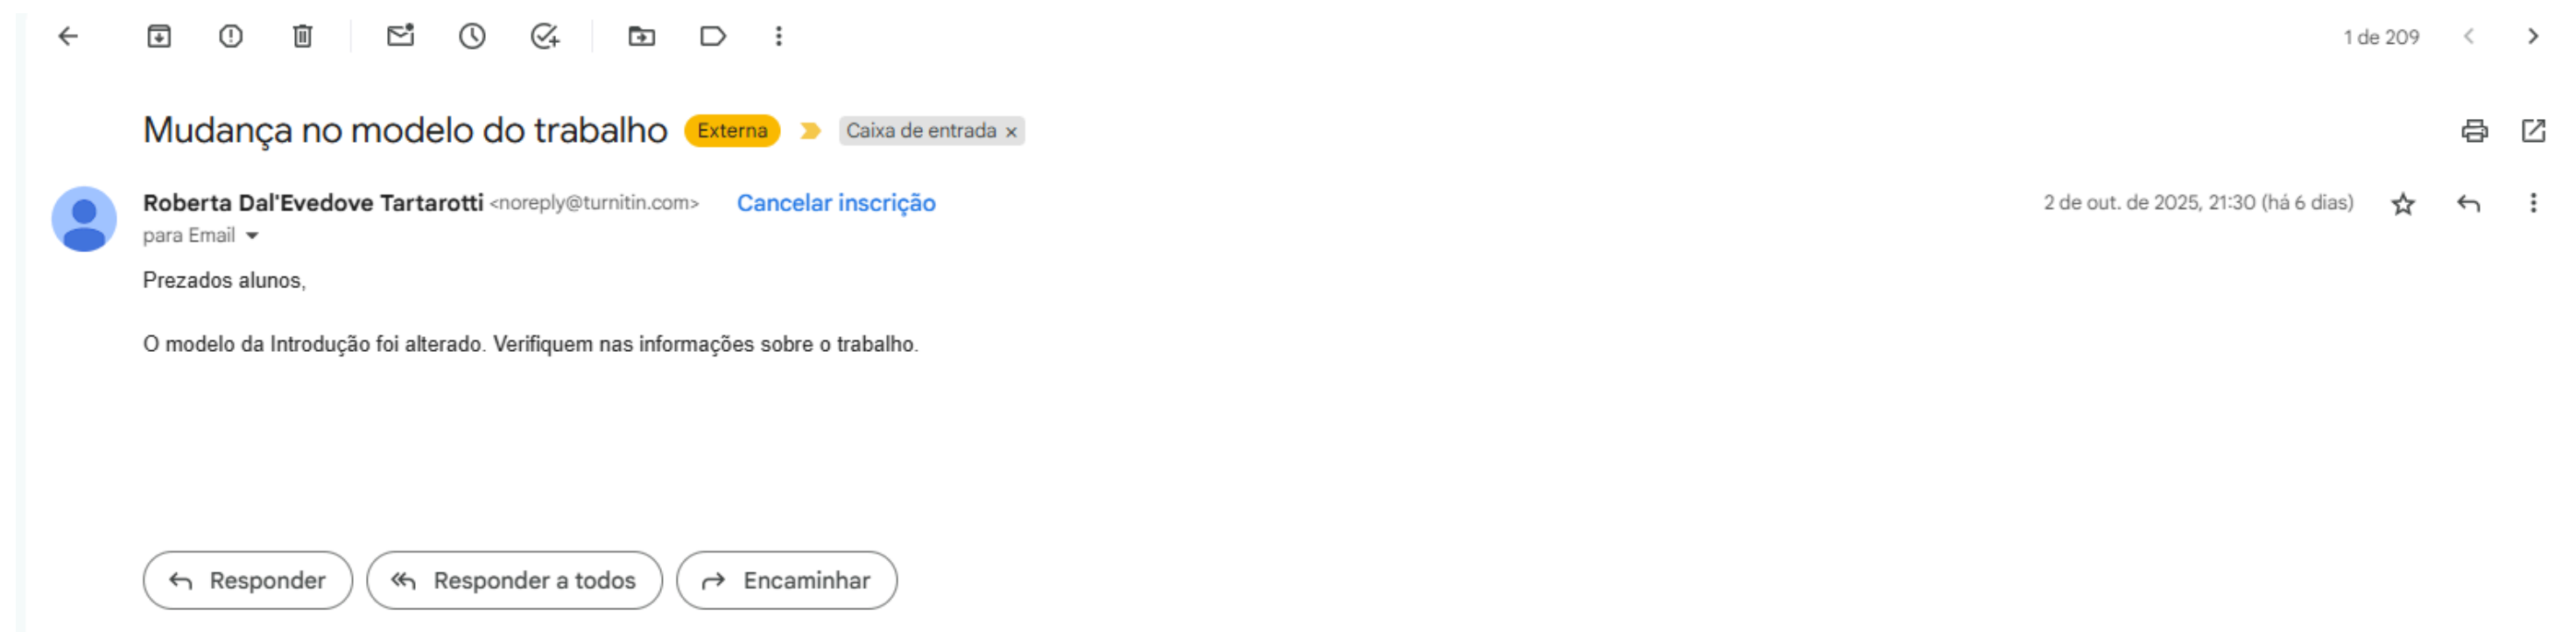 1 de 209
Mudança no modelo do trabalho Externa Caixa de entrada ×
Roberta Dal'Evedove Tartarotti <noreply@turnitin.com> Cancelar inscrição 2 de out. de 2025, 21:30 (há 6 dias)
para Email
Prezados alunos,
O modelo da Introdução foi alterado. Verifiquem nas informações sobre o trabalho.
Responder Responder a todos Encaminhar